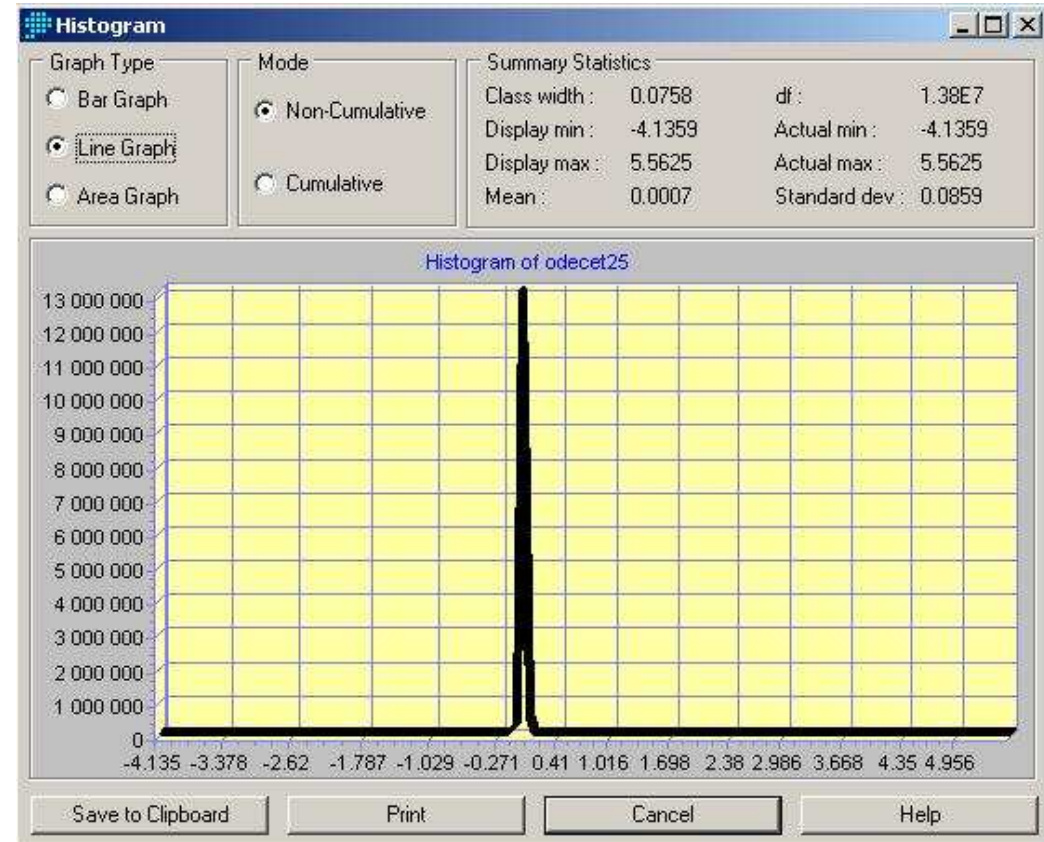 Histogram
Graph Type
Bar Graph
Line Graph
Area Graph
Mode
Non-Cumulative
Cumulative
Summary Statistics
Class width : 0.0758 df : 1.38E7
Display min : -4.1359 Actual min : -4.1359
Display max : 5.5625 Actual max : 5.5625
Mean : 0.0007 Standard dev : 0.0859
Histogram of odecet25
13 000 000
12 000 000
11 000 000
10 000 000
9 000 000
8 000 000
7 000 000
6 000 000
5 000 000
4 000 000
3 000 000
2 000 000
1 000 000
0
-4.135 -3.378 -2.62 -1.787 -1.029 -0.271 0.41 1.016 1.698 2.38 2.986 3.668 4.35 4.956
Save to Clipboard Print Cancel Help